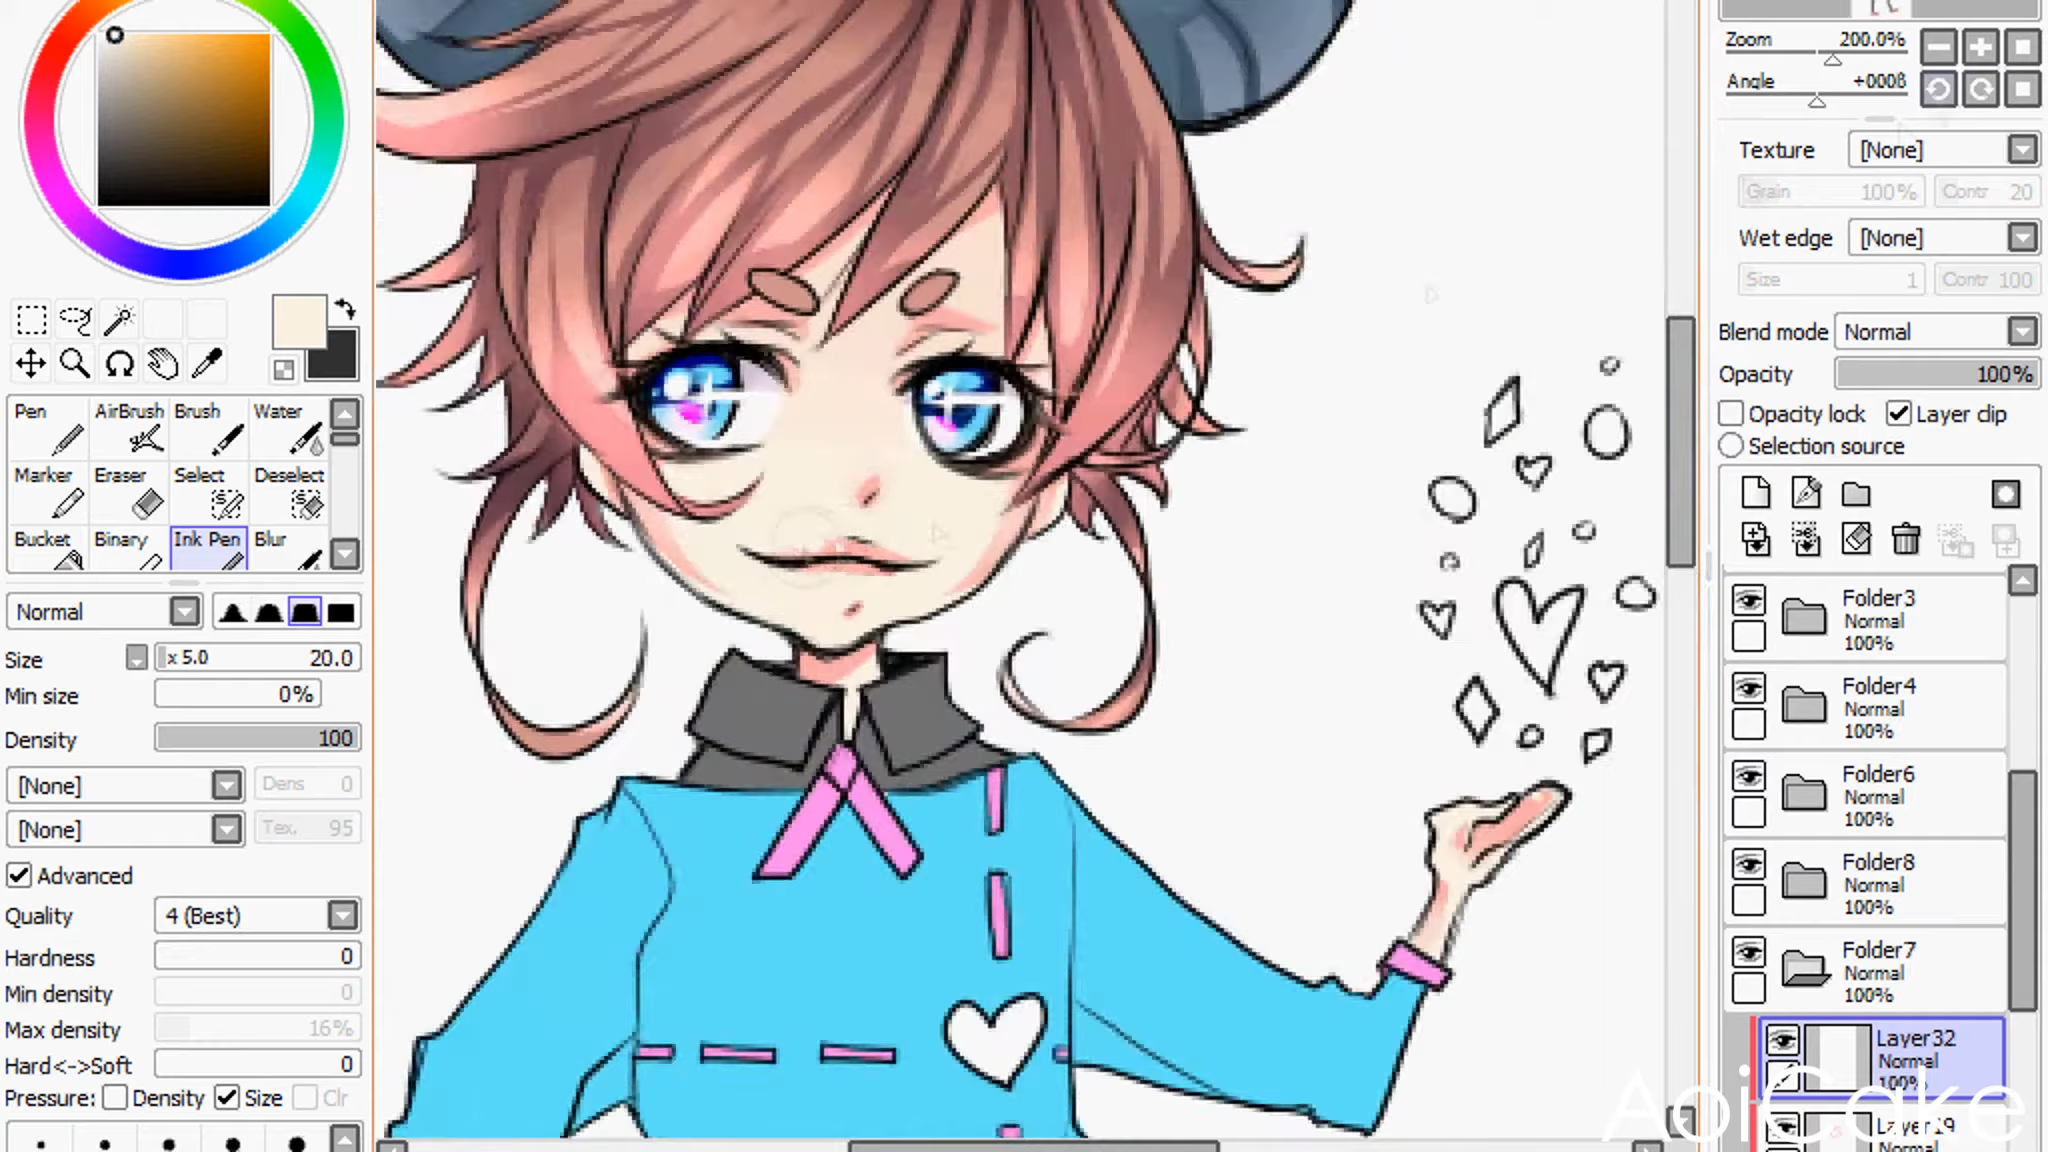 Zoom 200.0%
Angle +0008
Texture [None]
Grain 100% Contr 20
Wet edge [None]
Size 1 Contr 100
Blend mode Normal
Opacity 100%
Opacity lock Layer clip
Selection source
Pen AirBrush Brush Water
Marker Eraser Select Deselect
Bucket Binary Ink Pen Blur
Normal
Size x 5.0 20.0
Min size 0%
Density 100
[None] Dens 0
[None] Tex. 95
Advanced
Quality 4 (Best)
Hardness 0
Min density 0
Max density 16%
Hard<->Soft 0
Pressure: Density Size Clr
Folder3
Normal
100%
Folder4
Normal
100%
Folder6
Normal
100%
Folder8
Normal
100%
Folder7
Normal
100%
Layer32
Normal
100%
Layer19
Normal
AoiCake